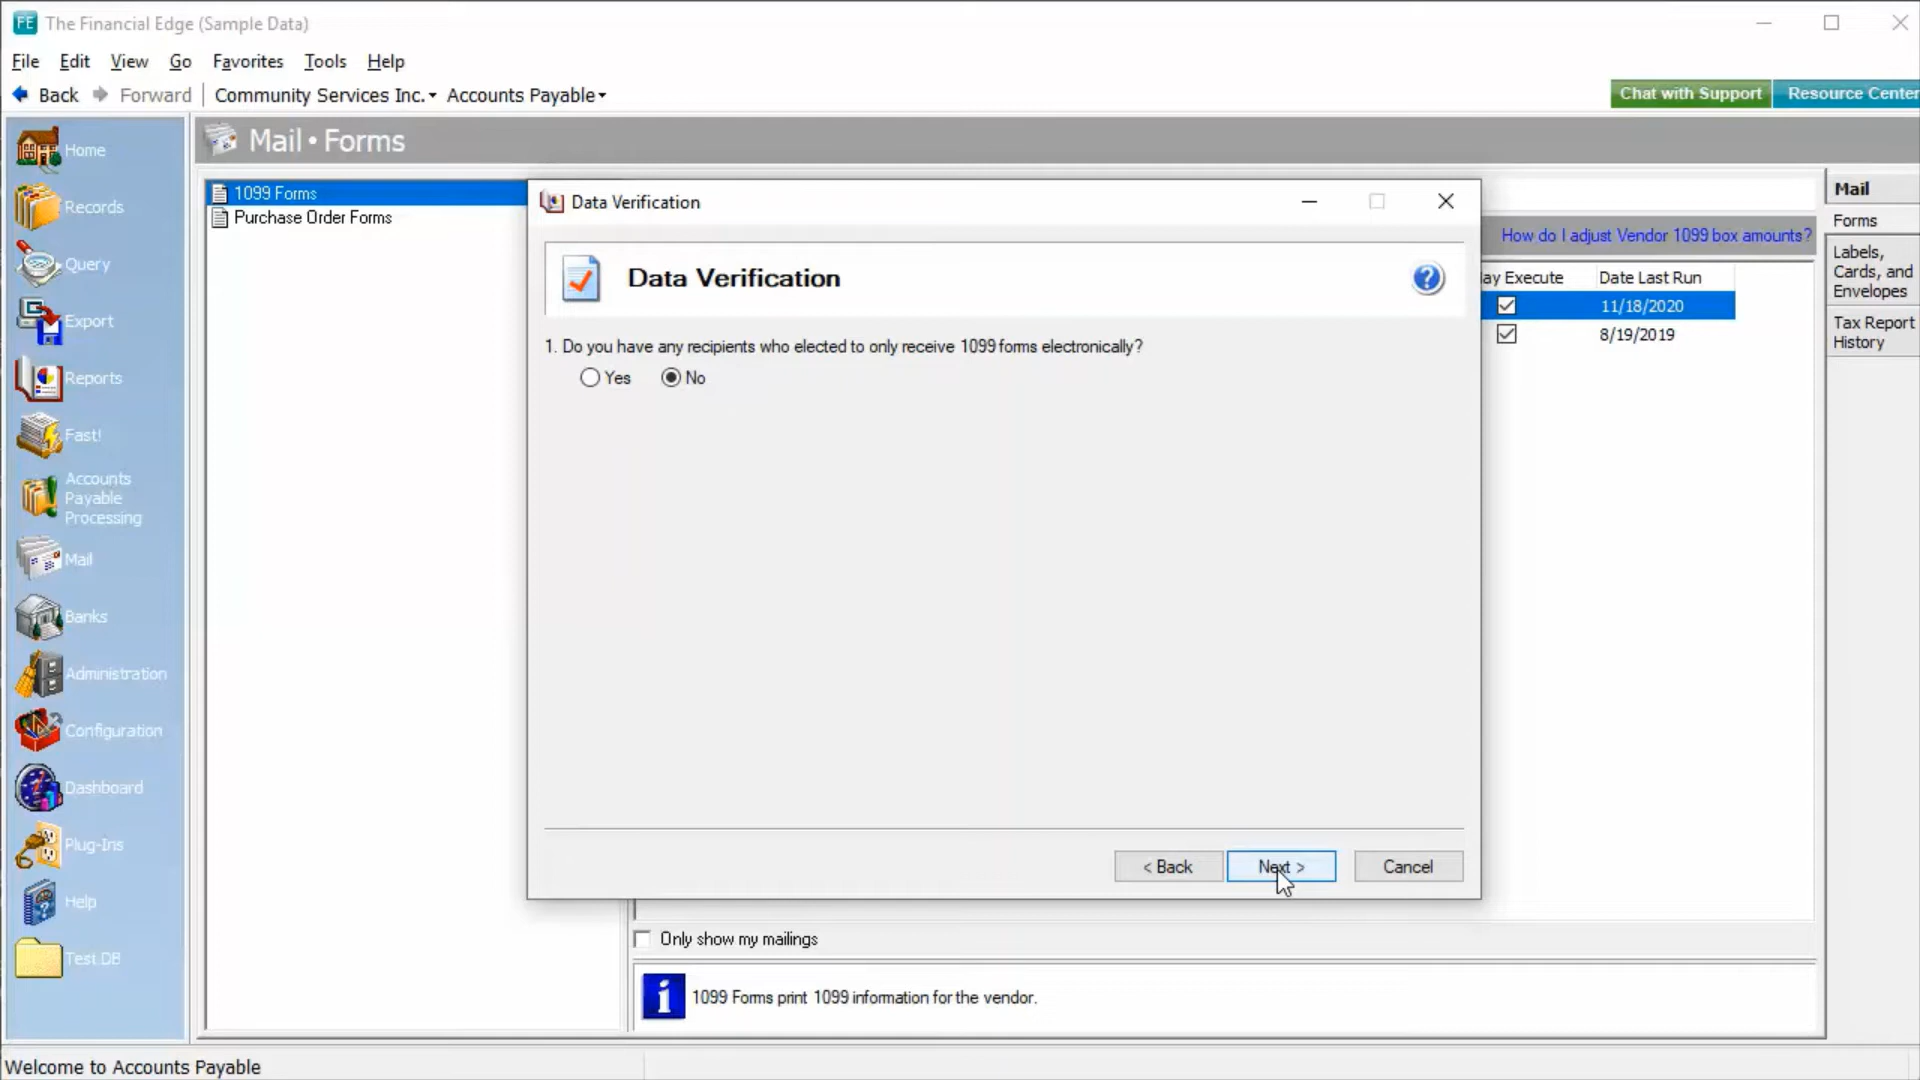 FE The Financial Edge (Sample Data)
File Edit View Go Favorites Tools Help
Back Forward Community Services Inc. Accounts Payable
Chat with Support Resource Center
Home
Records
Query
Export
Reports
Fast!
Accounts
Payable
Processing
Mail
Banks
Administration
Configuration
Dashboard
Plug-Ins
Help
Test DB
Mail • Forms
1099 Forms
Purchase Order Forms
Data Verification
Data Verification
1. Do you have any recipients who elected to only receive 1099 forms electronically?
Yes No
< Back Next > Cancel
How do I adjust Vendor 1099 box amounts?
ay Execute Date Last Run
11/18/2020
8/19/2019
Mail
Forms
Labels,
Cards, and
Envelopes
Tax Report
History
Only show my mailings
1099 Forms print 1099 information for the vendor.
Welcome to Accounts Payable